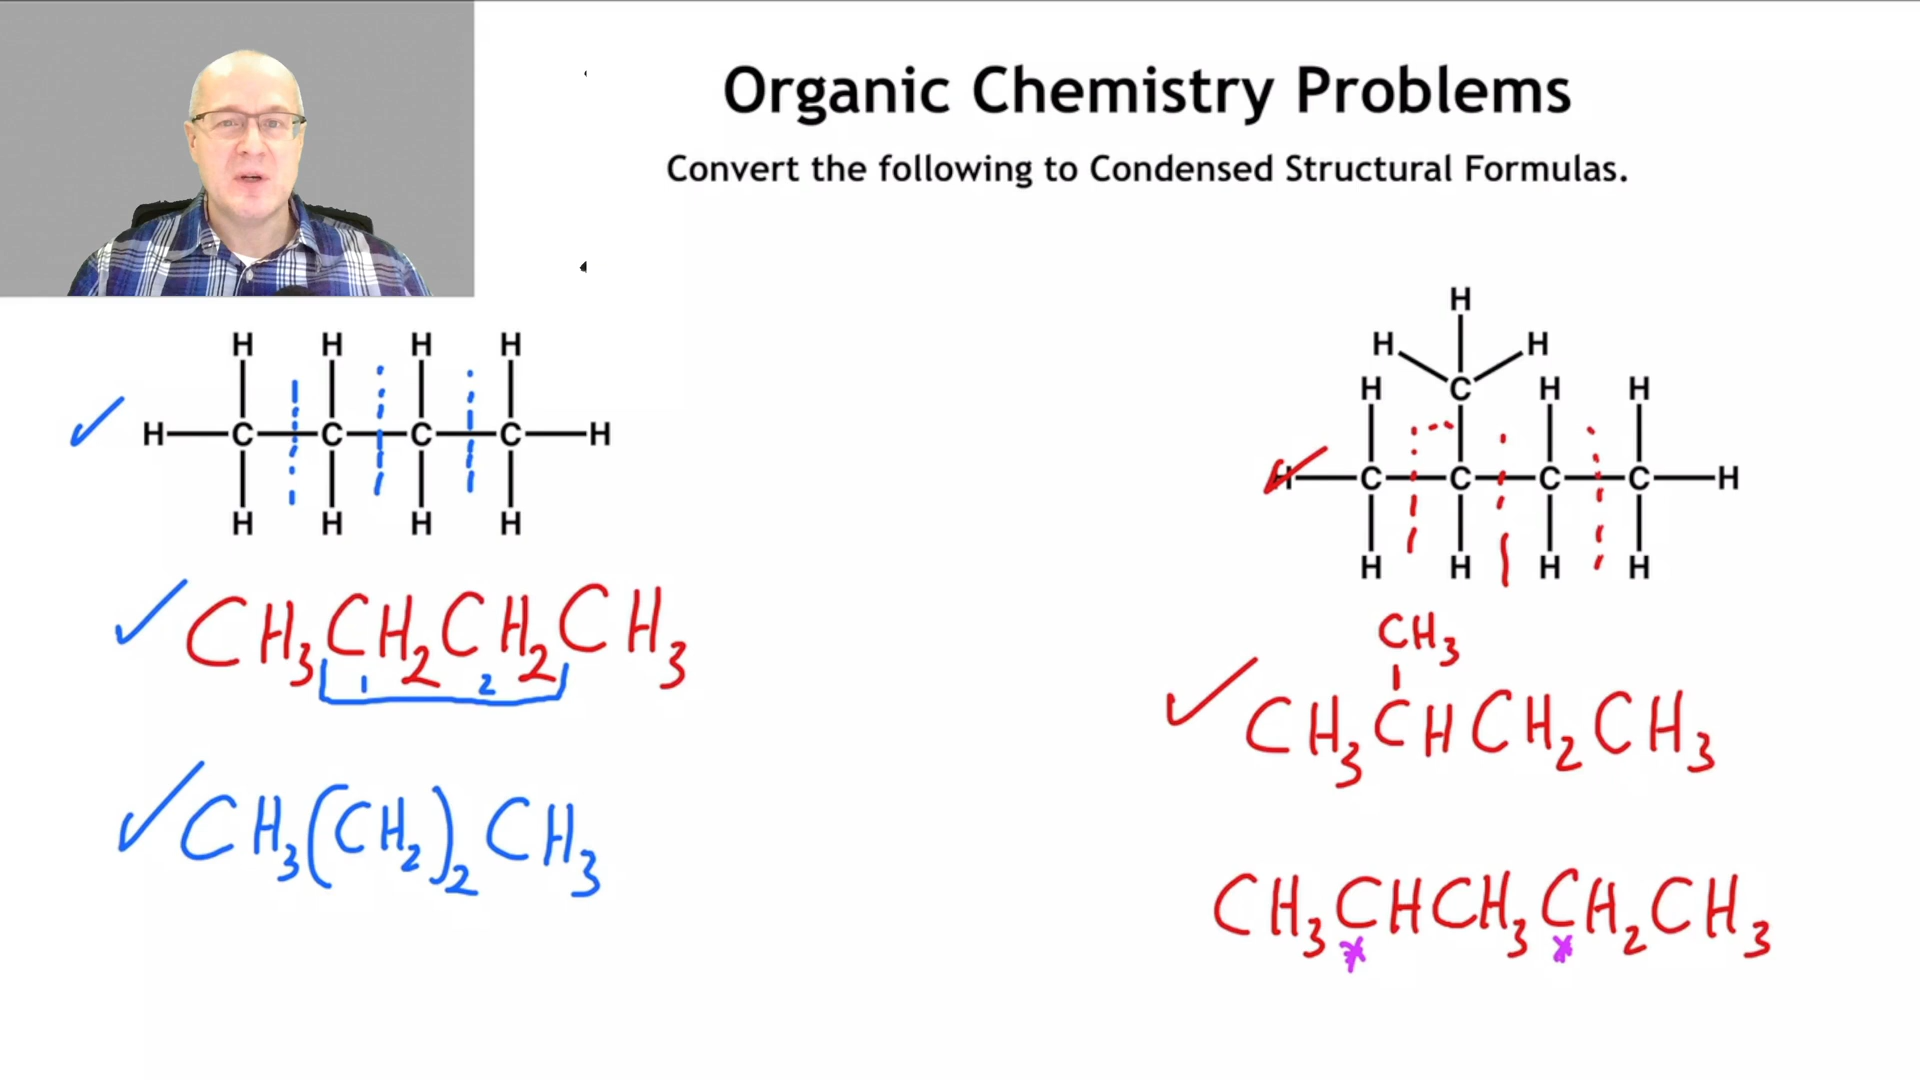 Organic Chemistry Problems
Convert the following to Condensed Structural Formulas.
H H H H
H C C C C H
H H H H
CH₃CH₂CH₂CH₃
1 2
CH₃(CH₂)₂CH₃
H
H H
H C H H
H C C C C H
H H H H
CH₃
CH₃CHCH₂CH₃
CH₃CHCH₃CH₂CH₃
* *